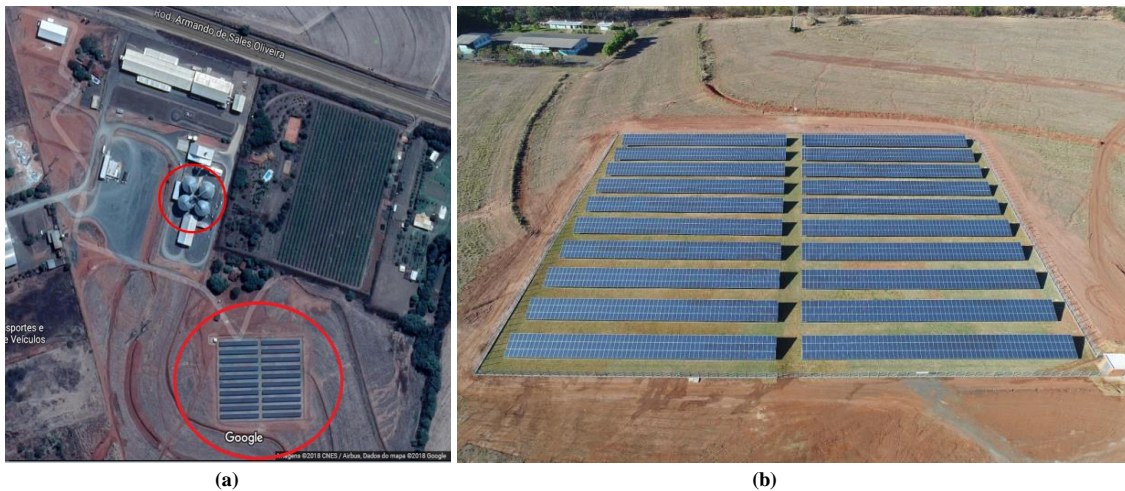 Rod. Armando de Sales Oliveira
sportes e
e Veículos
Google
Imagens ©2018 CNES / Airbus, Dados do mapa ©2018 Google
(a)
(b)